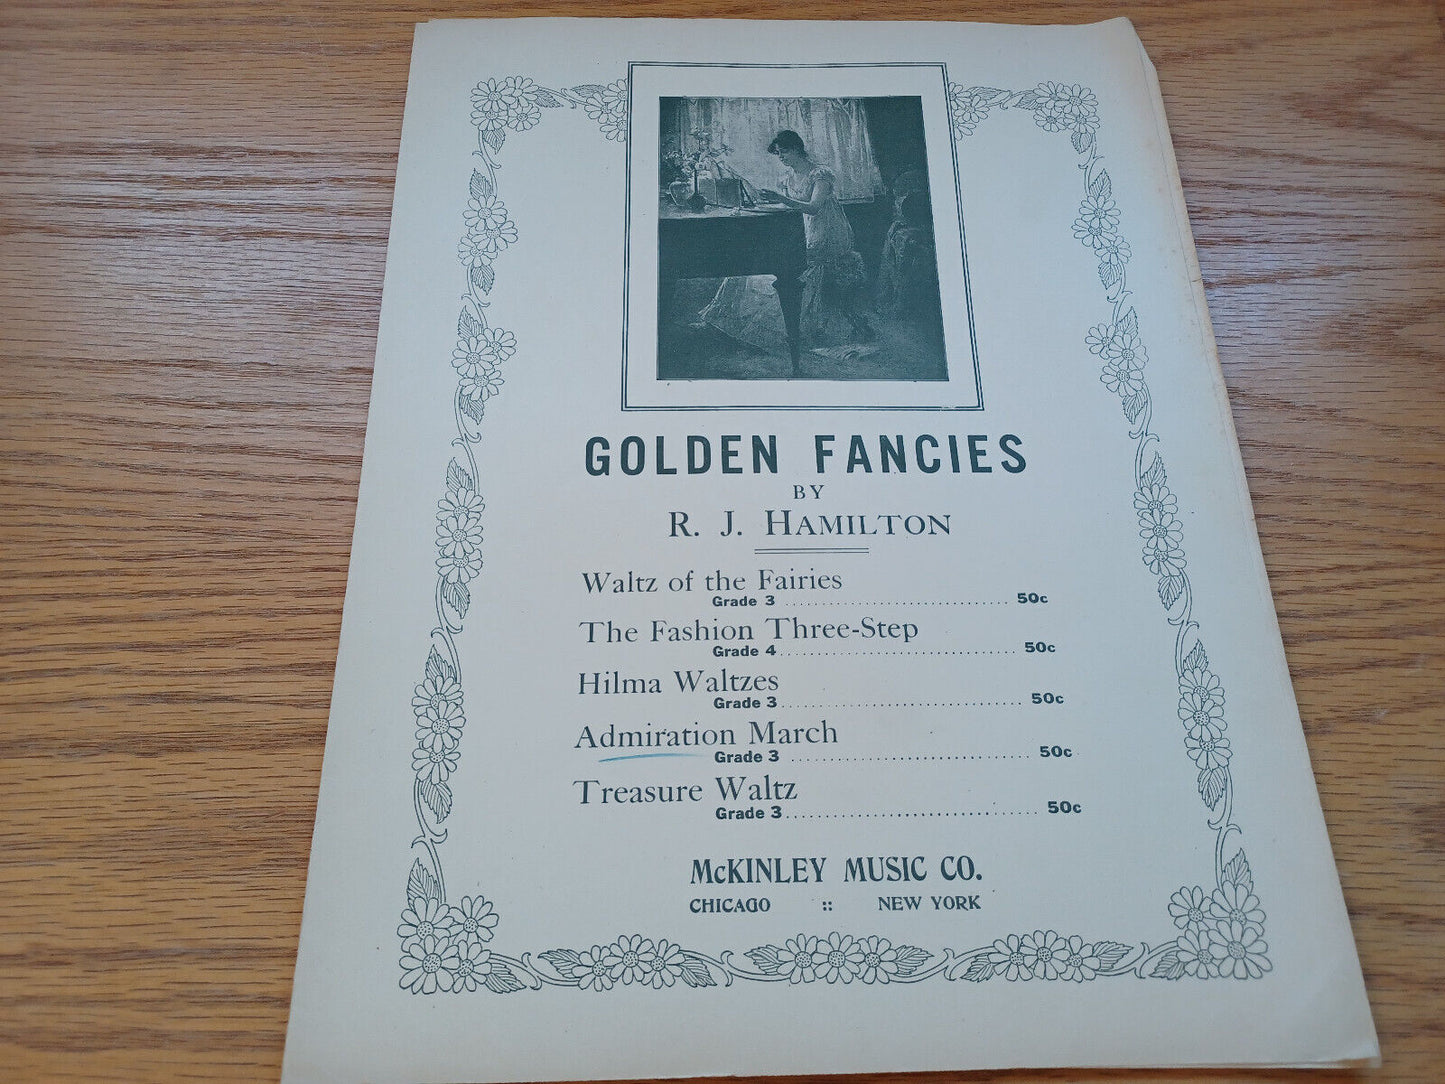 GOLDEN FANCIES
BY
R. J. HAMILTON
Waltz of the Fairies
Grade 3 .............................. 50c
The Fashion Three-Step
Grade 4 ................................ 50c
Hilma Waltzes
Grade 3 ................................. 50c
Admiration March
Grade 3 ................................. 50c
Treasure Waltz
Grade 3 ................................... 50c
McKINLEY MUSIC CO.
CHICAGO :: NEW YORK